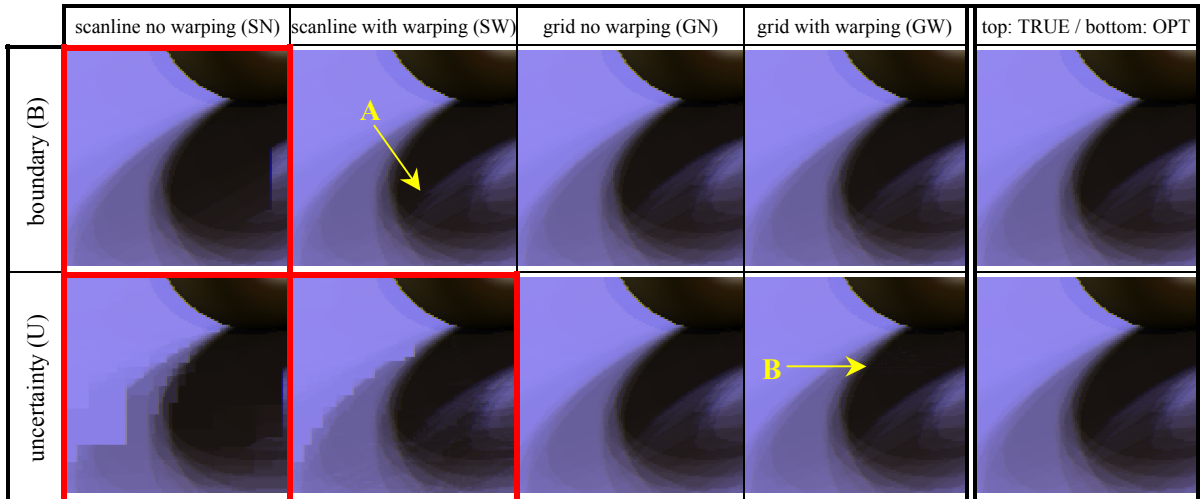 scanline no warping (SN)
scanline with warping (SW)
grid no warping (GN)
grid with warping (GW)
top: TRUE / bottom: OPT
boundary (B)
A
uncertainty (U)
B